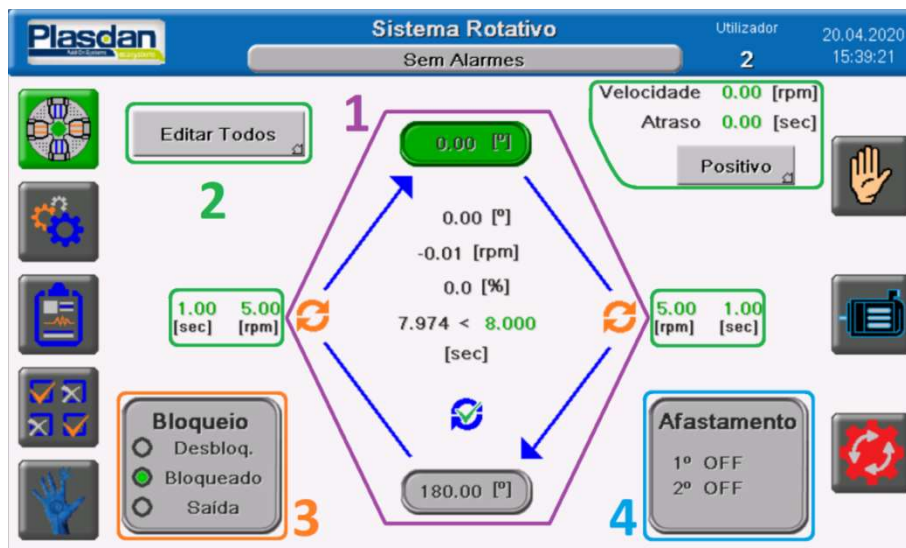 Plasdan
Sistema Rotativo
Sem Alarmes
Utilizador
2
20.04.2020
15:39:21
Editar Todos
2
1
0.00 [º]
Velocidade 0.00 [rpm]
Atraso 0.00 [sec]
Positivo
0.00 [º]
-0.01 [rpm]
0.0 [%]
7.974 < 8.000
[sec]
1.00 5.00
[sec] [rpm]
5.00 1.00
[rpm] [sec]
180.00 [º]
Bloqueio
Desbloq.
Bloqueado
Saída
3
Afastamento
1º OFF
2º OFF
4